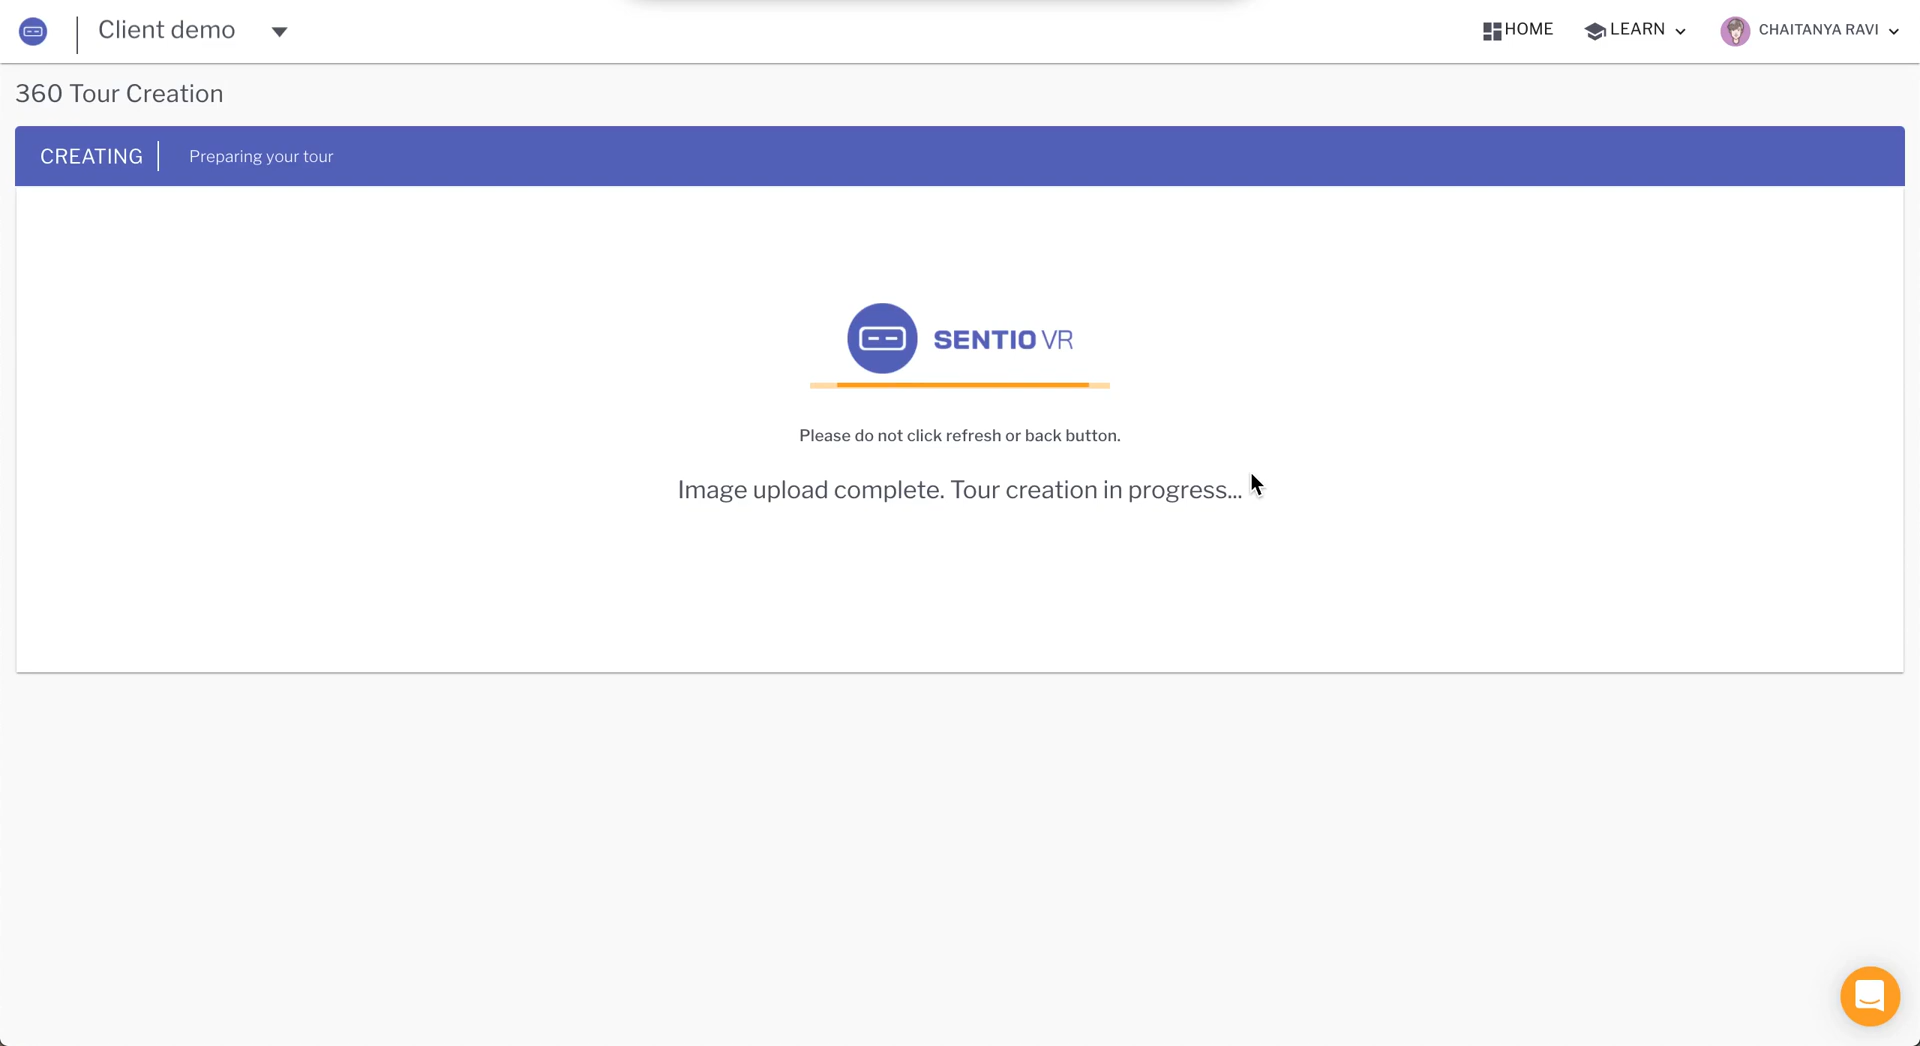 Client demo
HOME
LEARN
CHAITANYA RAVI
360 Tour Creation
CREATING
Preparing your tour
SENTIO VR
Please do not click refresh or back button.
Image upload complete. Tour creation in progress...